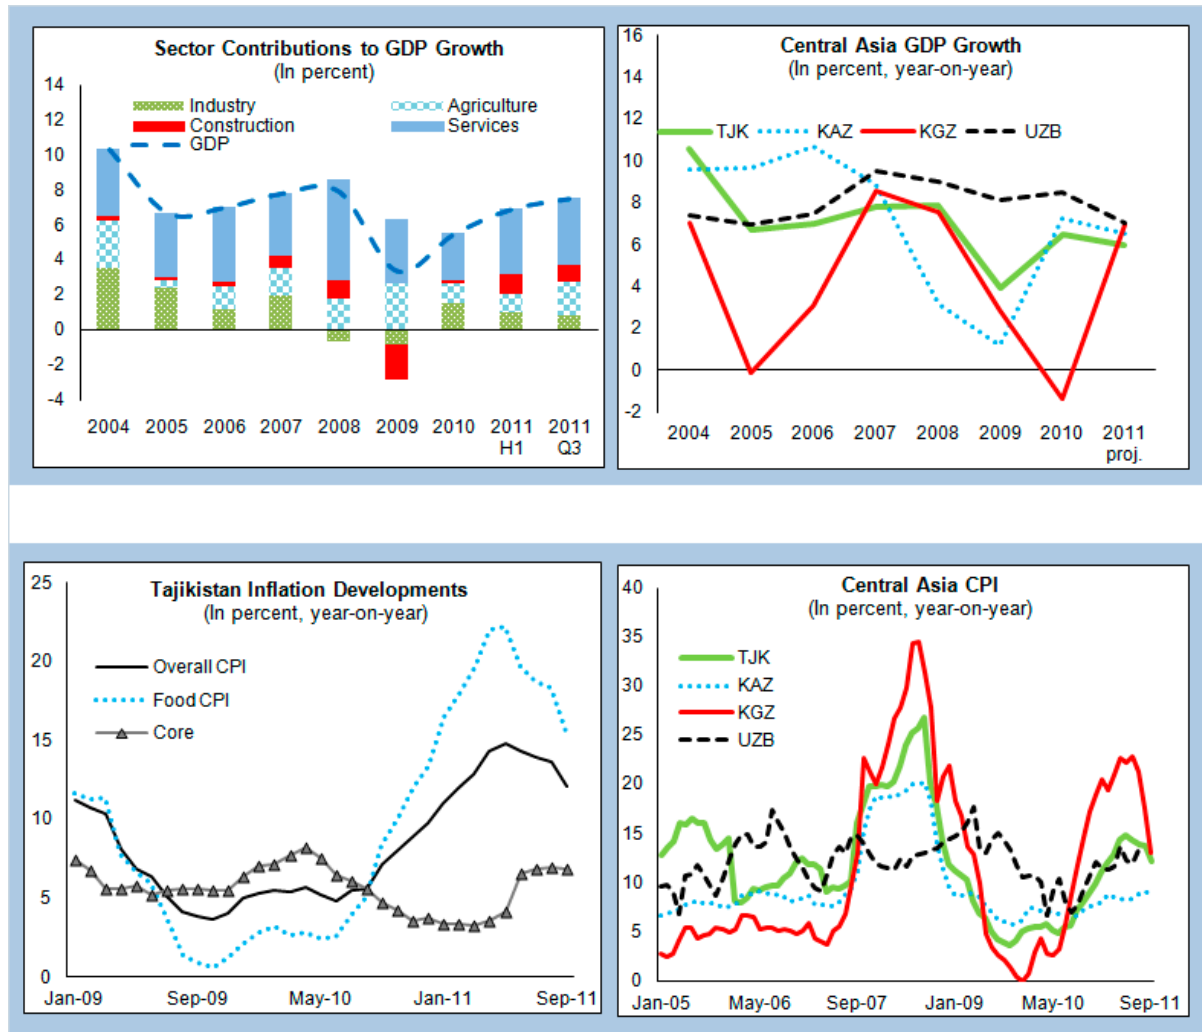 Sector Contributions to GDP Growth
(In percent)
14
12
10
8
6
4
2
0
-2
-4
Industry
Agriculture
Construction
Services
GDP
2004 2005 2006 2007 2008 2009 2010 2011 2011
H1 Q3
Central Asia GDP Growth
(In percent, year-on-year)
16
14
12
10
8
6
4
2
0
-2
TJK KAZ KGZ UZB
2004 2005 2006 2007 2008 2009 2010 2011
proj.
Tajikistan Inflation Developments
(In percent, year-on-year)
25
20
15
10
5
0
Overall CPI
Food CPI
Core
Jan-09 Sep-09 May-10 Jan-11 Sep-11
Central Asia CPI
(In percent, year-on-year)
40
35
30
25
20
15
10
5
0
TJK
KAZ
KGZ
UZB
Jan-05 May-06 Sep-07 Jan-09 May-10 Sep-11